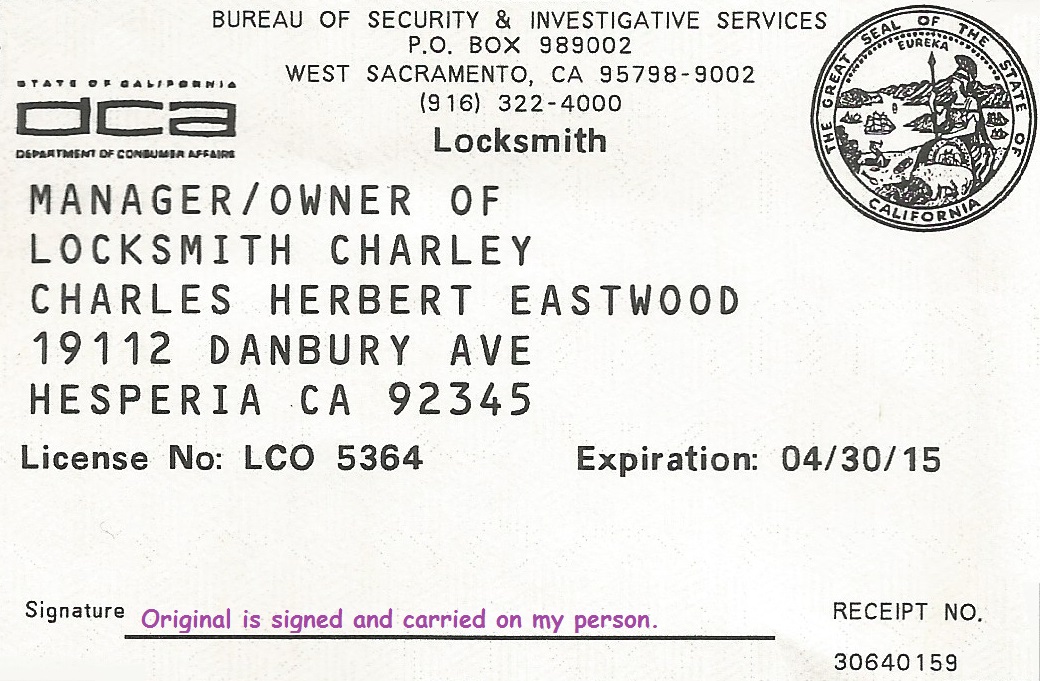 BUREAU OF SECURITY & INVESTIGATIVE SERVICES
P.O. BOX 989002
WEST SACRAMENTO, CA 95798-9002
(916) 322-4000
Locksmith
STATE OF CALIFORNIA
dca
DEPARTMENT OF CONSUMER AFFAIRS
THE GREAT SEAL OF THE STATE OF CALIFORNIA
EUREKA
MANAGER/OWNER OF
LOCKSMITH CHARLEY
CHARLES HERBERT EASTWOOD
19112 DANBURY AVE
HESPERIA CA 92345
License No: LCO 5364 Expiration: 04/30/15
Signature Original is signed and carried on my person.
RECEIPT NO.
30640159